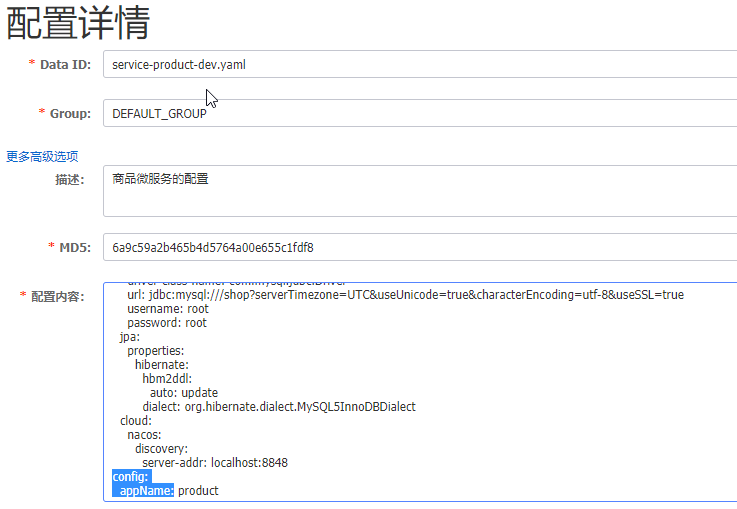 配置详情
* Data ID: service-product-dev.yaml
* Group: DEFAULT_GROUP
更多高级选项
描述: 商品微服务的配置
* MD5: 6a9c59a2b465b4d5764a00e655c1fdf8
* 配置内容:
url: jdbc:mysql:///shop?serverTimezone=UTC&useUnicode=true&characterEncoding=utf-8&useSSL=true
username: root
password: root
jpa:
properties:
hibernate:
hbm2ddl:
auto: update
dialect: org.hibernate.dialect.MySQL5InnoDBDialect
cloud:
nacos:
discovery:
server-addr: localhost:8848
config:
appName: product